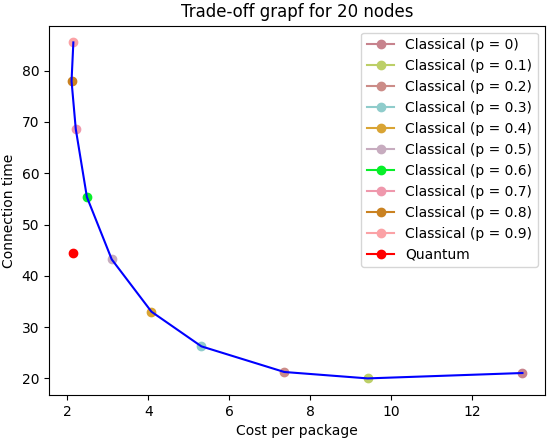 Trade-off grapf for 20 nodes
Connection time
80
70
60
50
40
30
20
Classical (p = 0)
Classical (p = 0.1)
Classical (p = 0.2)
Classical (p = 0.3)
Classical (p = 0.4)
Classical (p = 0.5)
Classical (p = 0.6)
Classical (p = 0.7)
Classical (p = 0.8)
Classical (p = 0.9)
Quantum
2 4 6 8 10 12
Cost per package